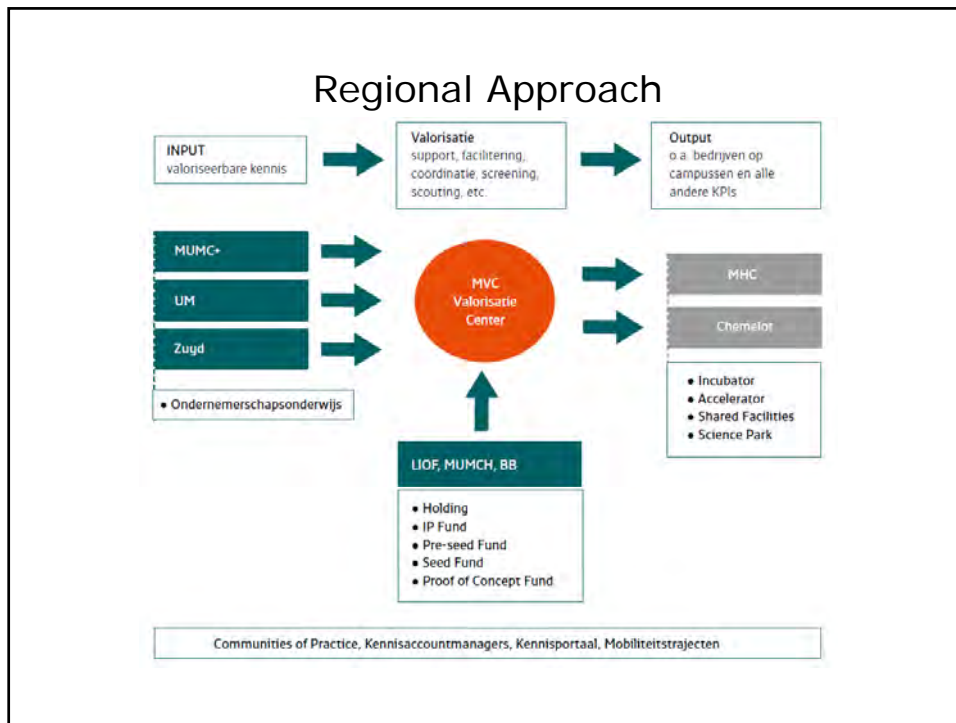 Regional Approach
INPUT
valoriseerbare kennis
Valorisatie
support, facilitering,
coordinatie, screening,
scouting, etc.
Output
o.a. bedrijven op
campussen en alle
andere KPIs
MUMC+
UM
Zuyd
• Ondernemerschapsonderwijs
MVC
Valorisatie
Center
MHC
Chemelot
• Incubator
• Accelerator
• Shared Facilities
• Science Park
LIOF, MUMCH, BB
• Holding
• IP Fund
• Pre-seed Fund
• Seed Fund
• Proof of Concept Fund
Communities of Practice, Kennisaccountmanagers, Kennisportaal, Mobiliteitstrajecten